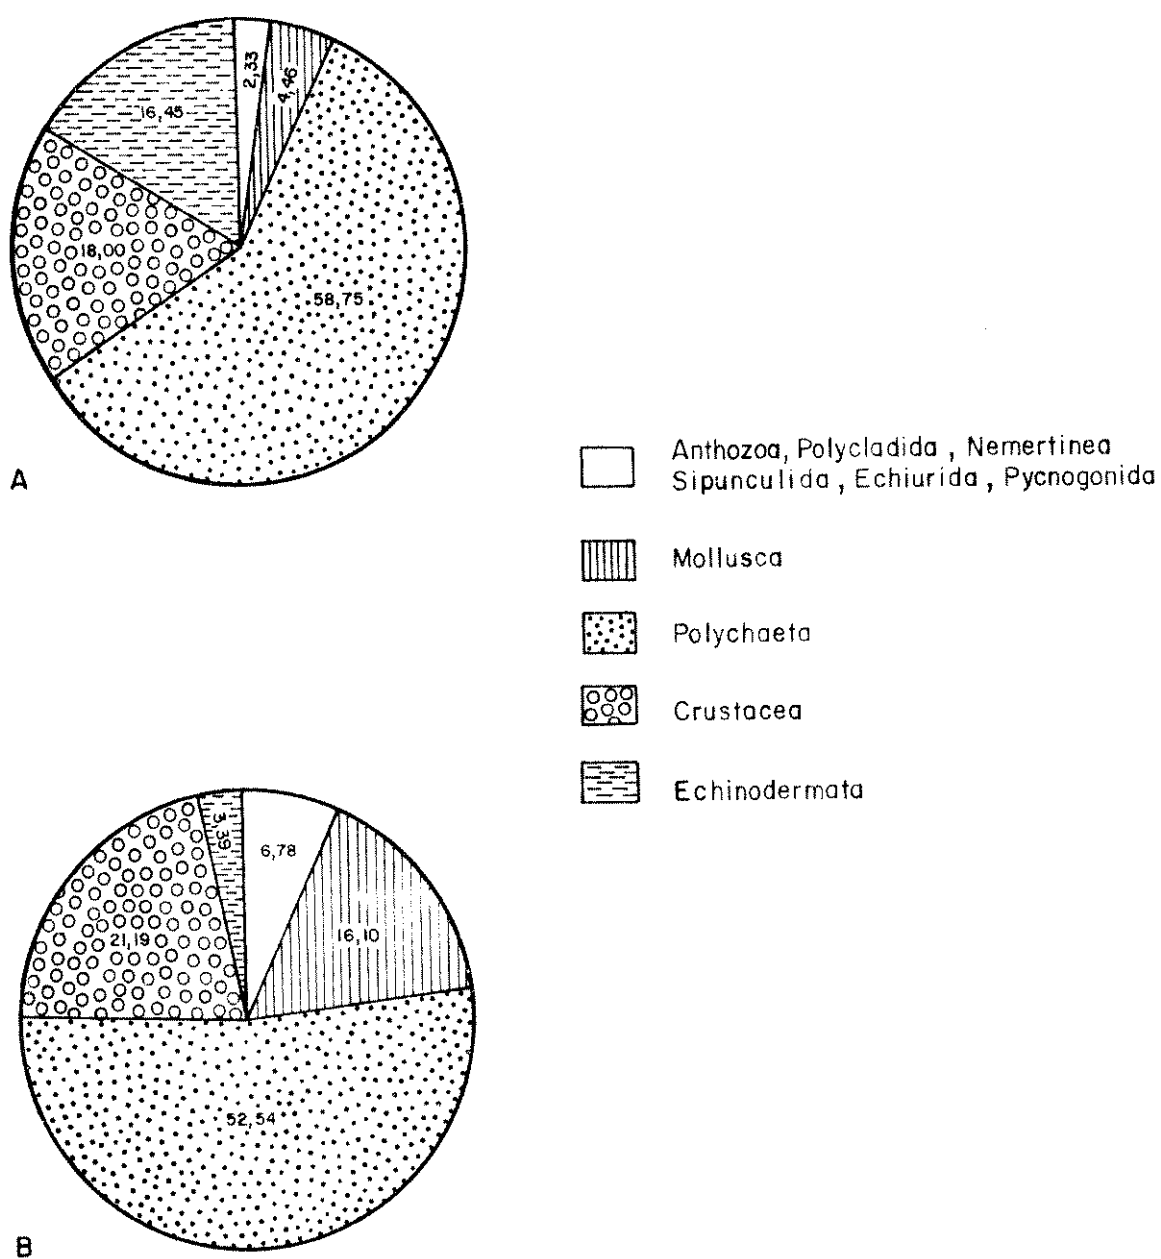 2,33
4,46
16,45
18,00
58,75
A
Anthozoa, Polycladida , Nemertinea
Sipunculida , Echiurida , Pycnogonida
Mollusca
Polychaeta
Crustacea
Echinodermata
3,39
6,78
16,10
21,19
52,54
B